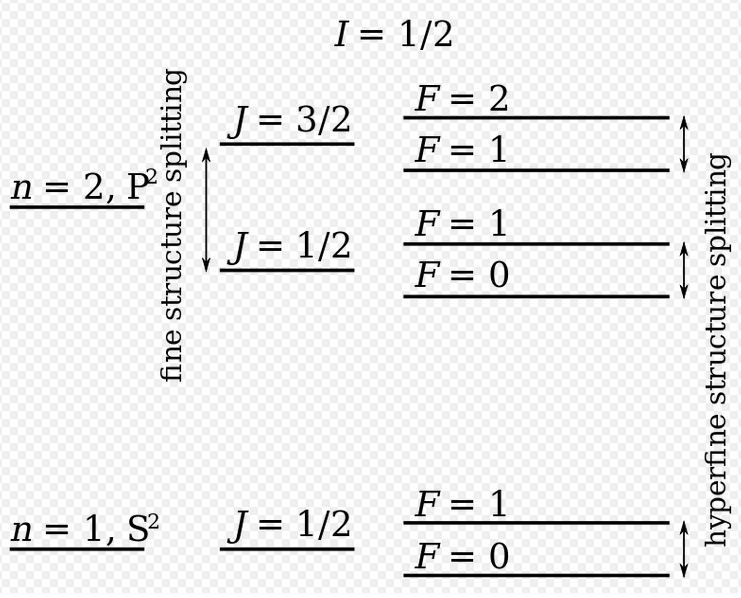 I = 1/2
n = 2, P²
fine structure splitting
J = 3/2
J = 1/2
F = 2
F = 1
F = 1
F = 0
hyperfine structure splitting
n = 1, S²
J = 1/2
F = 1
F = 0